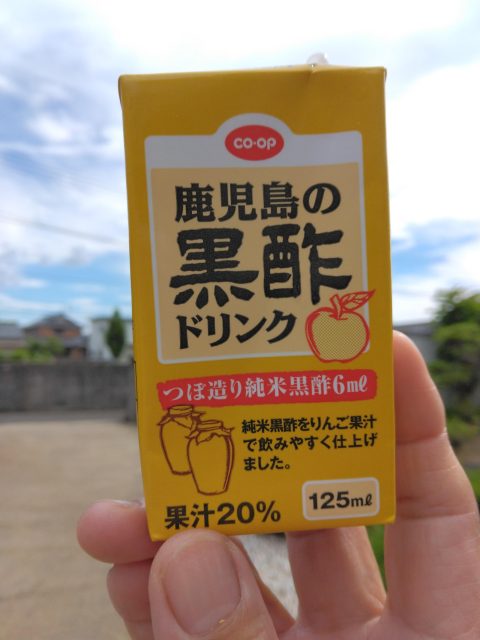 co·op
鹿児島の
黒酢
ドリンク
つぼ造り純米黒酢6mℓ
純米黒酢をりんご果汁
で飲みやすく仕上げ
ました。
果汁20%
125mℓ